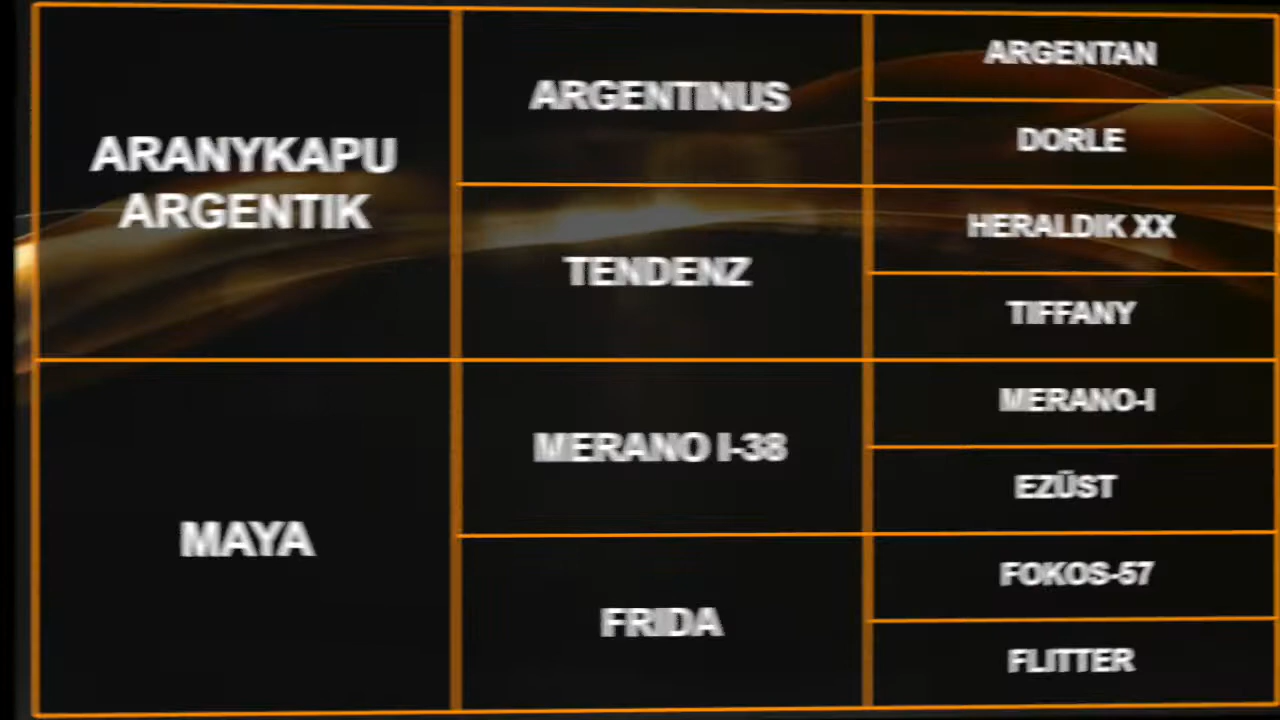 ARANYKAPU
ARGENTIK
ARGENTINUS
ARGENTAN
DORLE
TENDENZ
HERALDIK XX
TIFFANY
MAYA
MERANO I-38
MERANO-I
EZÜST
FRIDA
FOKOS-57
FLITTER